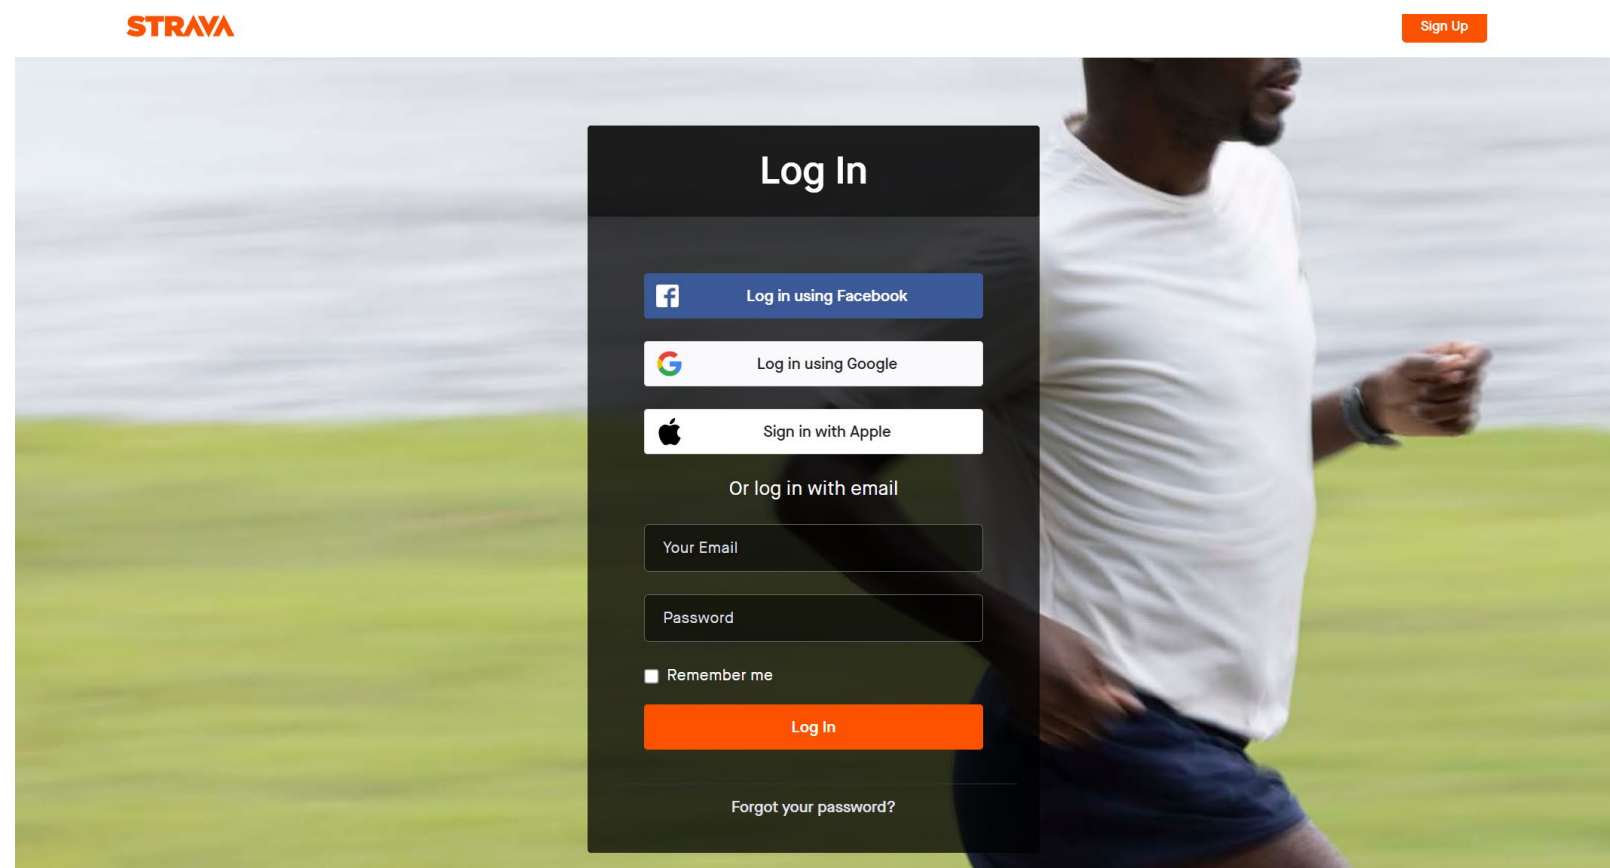 STRAVA
Sign Up
Log In
Log in using Facebook
Log in using Google
Sign in with Apple
Or log in with email
Your Email
Password
Remember me
Log In
Forgot your password?